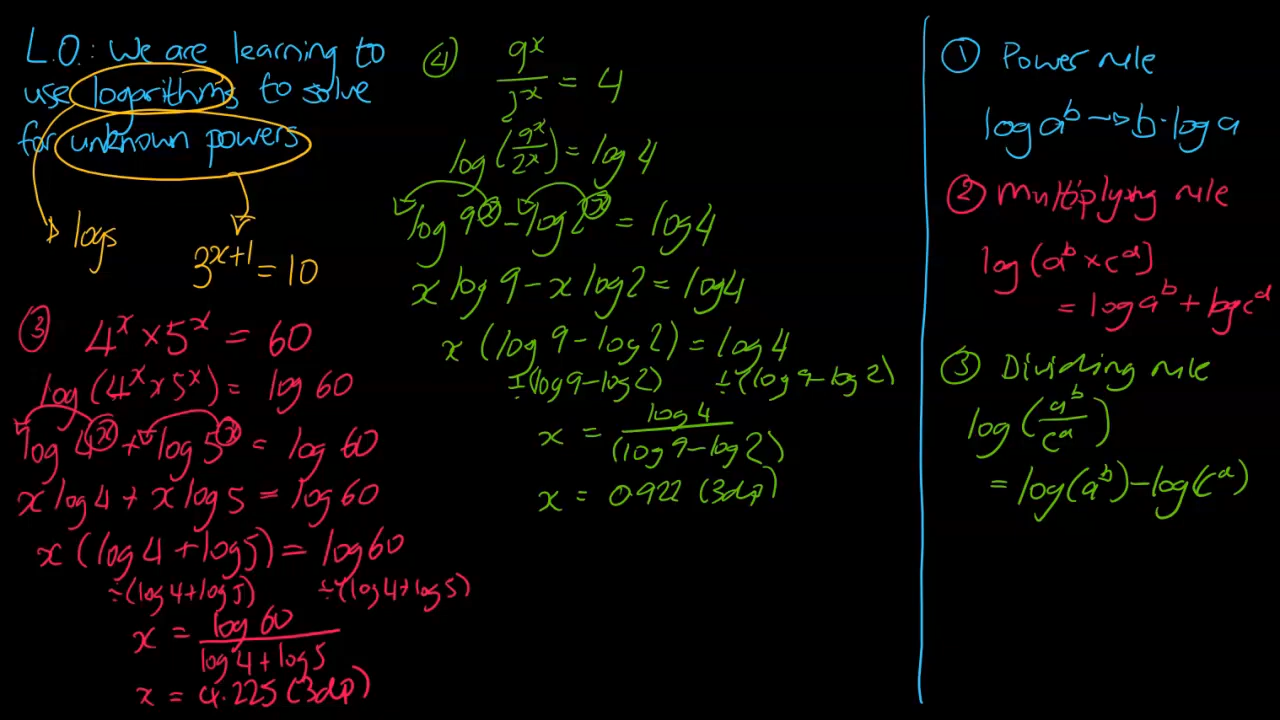 L.O.: We are learning to
use logarithms to solve
for unknown powers
logs
3^{x+1} = 10
③ 4^x × 5^x = 60
log (4^x × 5^x) = log 60
log 4^x + log 5^x = log 60
x log 4 + x log 5 = log 60
x (log 4 + log 5) = log 60
÷(log 4 + log 5) ÷(log 4 + log 5)
x = log 60 / log 4 + log 5
x = 4.225 (3dp)
④ 9^x / 2^x = 4
log (9^x / 2^x) = log 4
log 9^x - log 2^x = log 4
x log 9 - x log 2 = log 4
x (log 9 - log 2) = log 4
÷(log 9 - log 2) ÷(log 9 - log 2)
x = log 4 / (log 9 - log 2)
x = 0.922 (3dp)
① Power rule
log a^b → b·log a
② Multiplying rule
log (a^b × c^d)
= log a^b + log c^d
③ Dividing rule
log (a^b / c^d)
= log(a^b) - log(c^d)